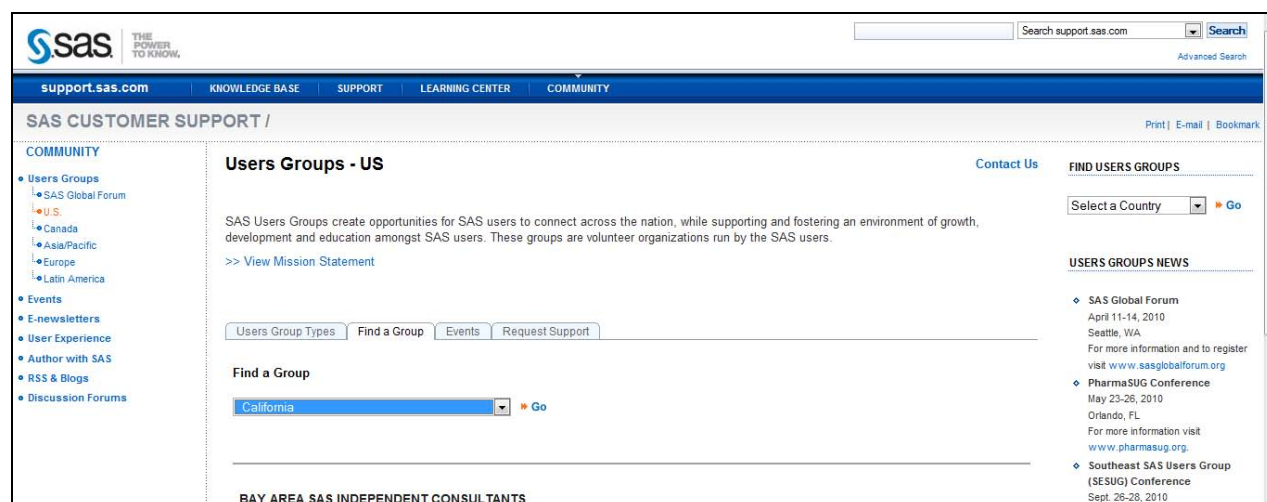 sas THE POWER TO KNOW.
Search support.sas.com Search
Advanced Search
support.sas.com KNOWLEDGE BASE SUPPORT LEARNING CENTER COMMUNITY
SAS CUSTOMER SUPPORT /
Print | E-mail | Bookmark
COMMUNITY
Users Groups
SAS Global Forum
U.S.
Canada
Asia/Pacific
Europe
Latin America
Events
E-newsletters
User Experience
Author with SAS
RSS & Blogs
Discussion Forums
Users Groups - US
Contact Us
SAS Users Groups create opportunities for SAS users to connect across the nation, while supporting and fostering an environment of growth,
development and education amongst SAS users. These groups are volunteer organizations run by the SAS users.
>> View Mission Statement
Users Group Types Find a Group Events Request Support
Find a Group
California Go
BAY AREA SAS INDEPENDENT CONSULTANTS
FIND USERS GROUPS
Select a Country Go
USERS GROUPS NEWS
SAS Global Forum
April 11-14, 2010
Seattle, WA
For more information and to register
visit www.sasglobalforum.org
PharmaSUG Conference
May 23-26, 2010
Orlando, FL
For more information visit
www.pharmasug.org.
Southeast SAS Users Group
(SESUG) Conference
Sept. 26-28, 2010